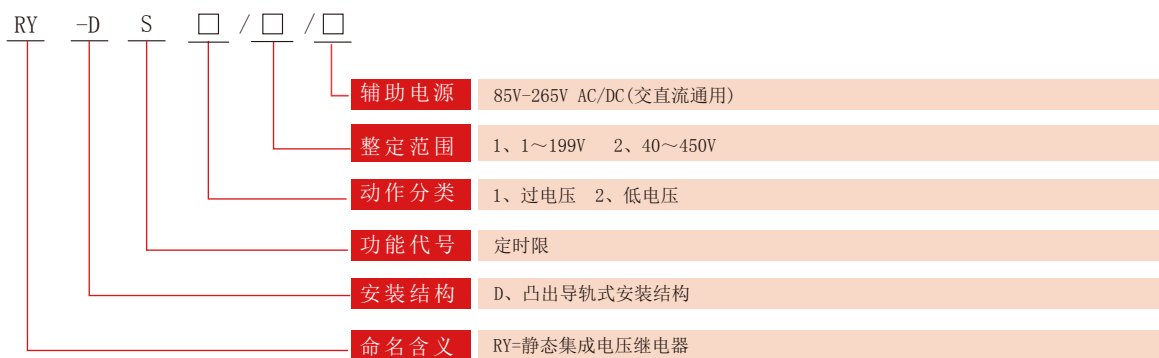 RY -D S □ / □ / □
辅助电源 85V-265V AC/DC(交直流通用)
整定范围 1、1～199V 2、40～450V
动作分类 1、过电压 2、低电压
功能代号 定时限
安装结构 D、凸出导轨式安装结构
命名含义 RY=静态集成电压继电器